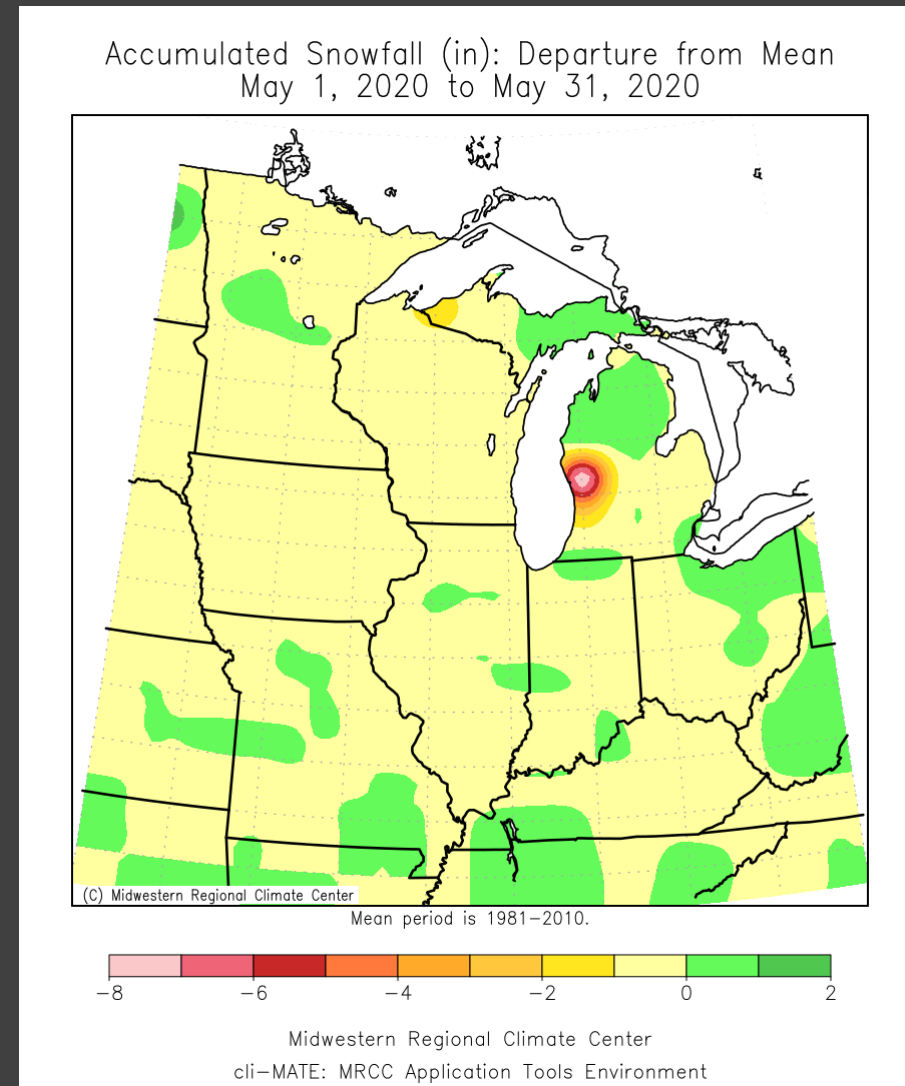 Accumulated Snowfall (in): Departure from Mean
May 1, 2020 to May 31, 2020
(C) Midwestern Regional Climate Center
Mean period is 1981−2010.
−8 −6 −4 −2 0 2
Midwestern Regional Climate Center
cli−MATE: MRCC Application Tools Environment